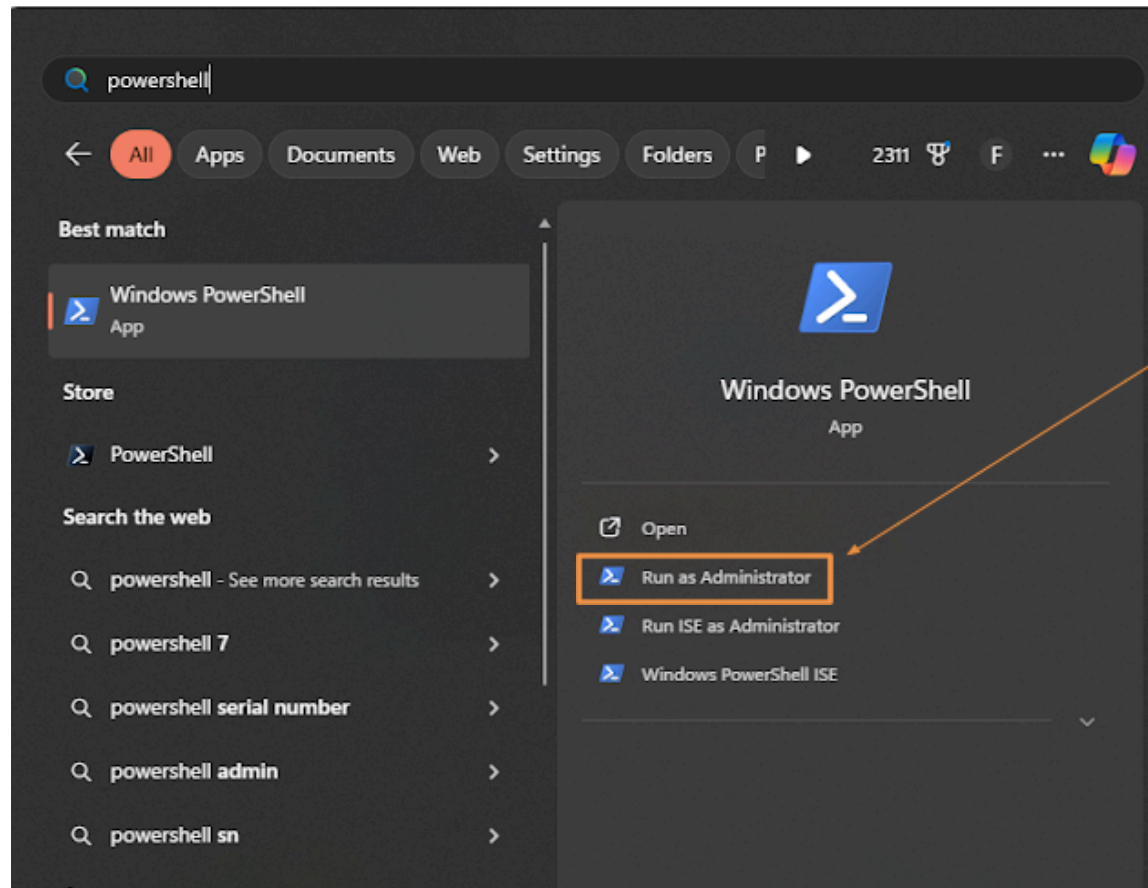 powershell
All Apps Documents Web Settings Folders P 2311 F ...
Best match
Windows PowerShell
App
Store
PowerShell
Search the web
powershell - See more search results
powershell 7
powershell serial number
powershell admin
powershell sn
Windows PowerShell
App
Open
Run as Administrator
Run ISE as Administrator
Windows PowerShell ISE